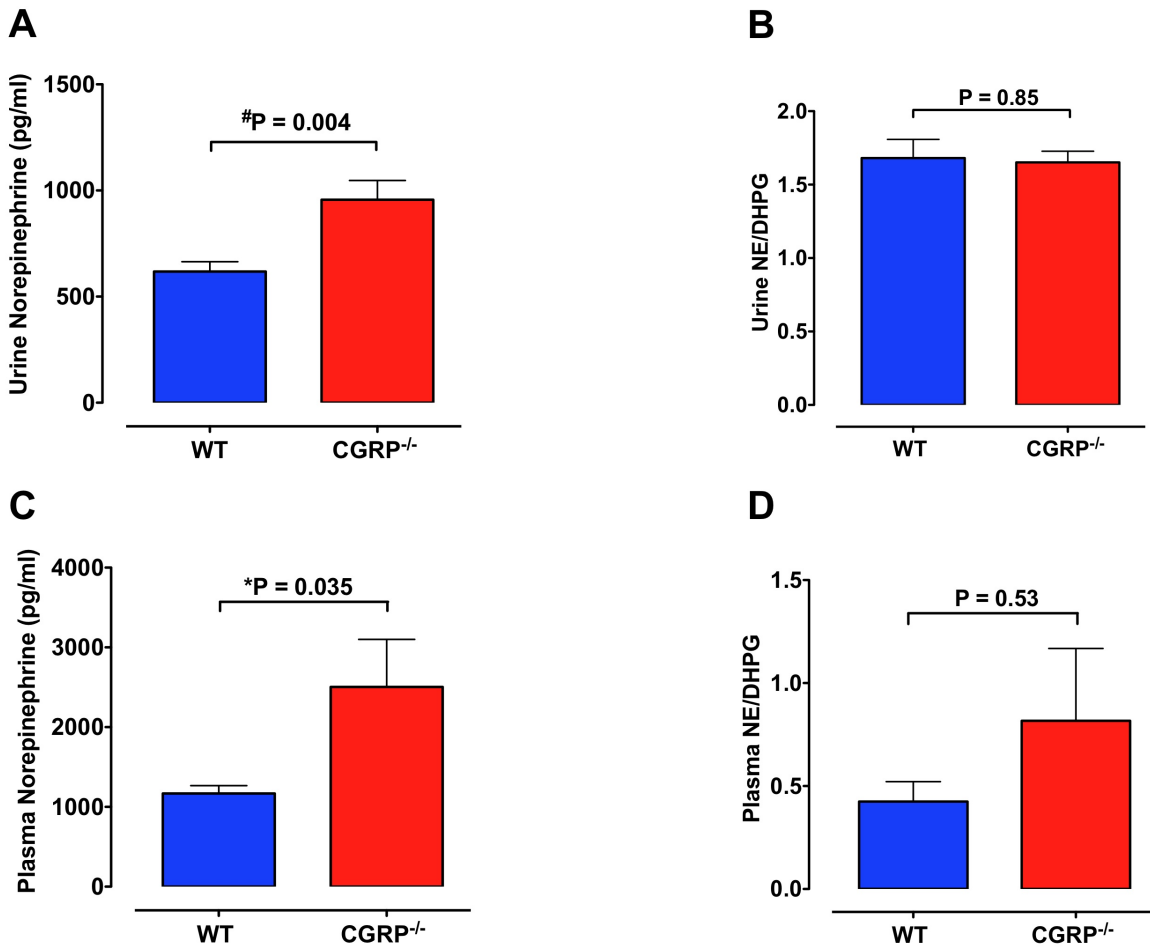 A
Urine Norepinephrine (pg/ml)
1500
1000
500
0
#P = 0.004
WT
CGRP-/-
B
Urine NE/DHPG
2.0
1.5
1.0
0.5
0.0
P = 0.85
WT
CGRP-/-
C
Plasma Norepinephrine (pg/ml)
4000
3000
2000
1000
0
*P = 0.035
WT
CGRP-/-
D
Plasma NE/DHPG
1.5
1.0
0.5
0.0
P = 0.53
WT
CGRP-/-